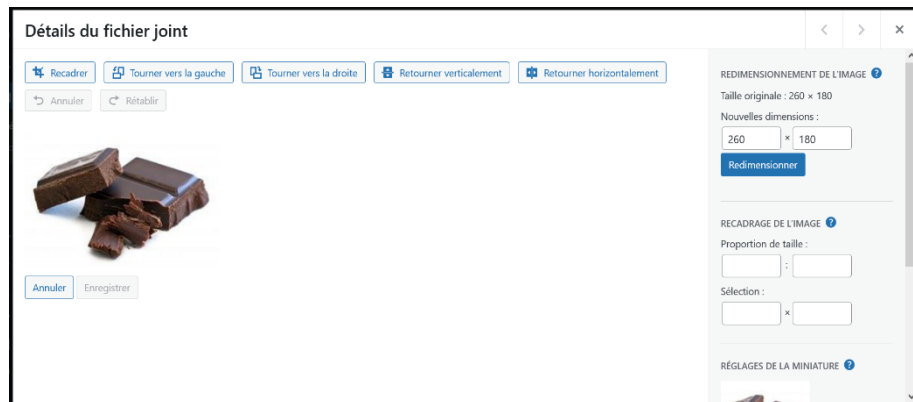 Détails du fichier joint
Recadrer
Tourner vers la gauche
Tourner vers la droite
Retourner verticalement
Retourner horizontalement
Annuler
Rétablir
Annuler
Enregistrer
REDIMENSIONNEMENT DE L'IMAGE ?
Taille originale : 260 × 180
Nouvelles dimensions :
260 × 180
Redimensionner
RECADRAGE DE L'IMAGE ?
Proportion de taille :
:
Sélection :
×
RÉGLAGES DE LA MINIATURE ?